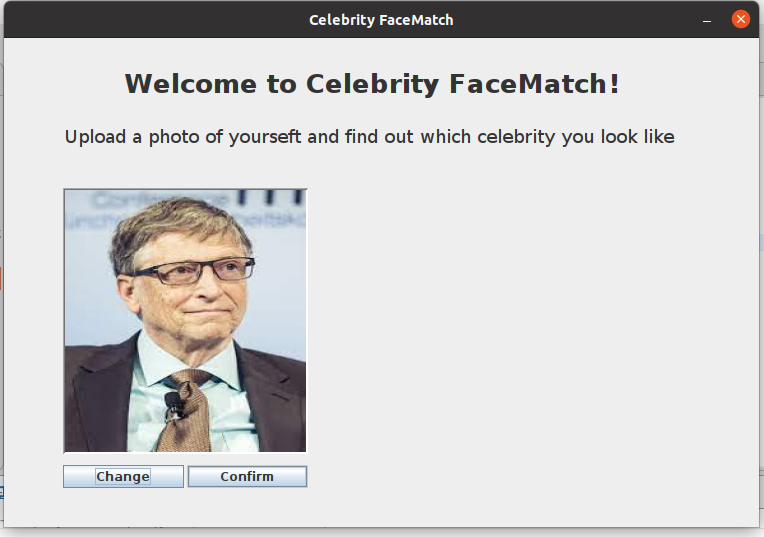 Celebrity FaceMatch
Welcome to Celebrity FaceMatch!
Upload a photo of yourseft and find out which celebrity you look like
Conference
Change
Confirm